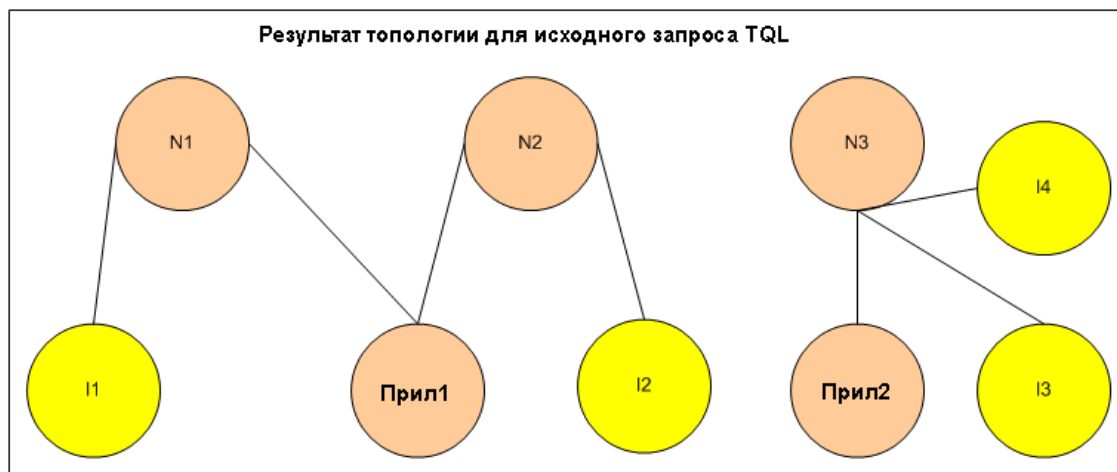 Результат топологии для исходного запроса TQL
N1
N2
N3
I4
I1
Прил1
I2
Прил2
I3